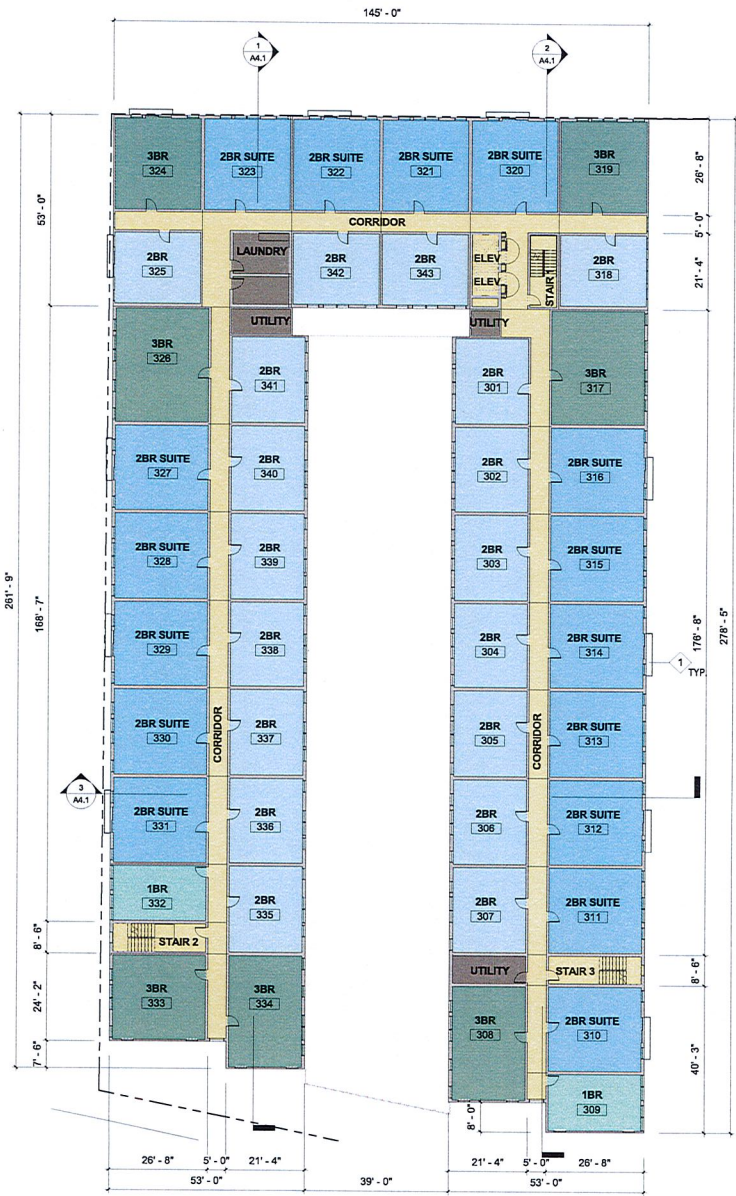 145' - 0"
1
A4.1
2
A4.1
3BR
324
2BR SUITE
323
2BR SUITE
322
2BR SUITE
321
2BR SUITE
320
3BR
319
26' - 8"
53' - 0"
CORRIDOR
5' - 0"
2BR
325
LAUNDRY
2BR
342
2BR
343
ELEV
ELEV
STAIR 1
2BR
318
21' - 4"
UTILITY
UTILITY
3BR
326
2BR
341
2BR
301
3BR
317
2BR SUITE
327
2BR
340
2BR
302
2BR SUITE
316
2BR SUITE
328
2BR
339
2BR
303
2BR SUITE
315
261' - 9"
168' - 7"
2BR SUITE
329
2BR
338
2BR
304
2BR SUITE
314
176' - 8"
278' - 5"
1
TYP.
2BR SUITE
330
CORRIDOR
2BR
337
2BR
305
CORRIDOR
2BR SUITE
313
3
A4.1
2BR SUITE
331
2BR
336
2BR
306
2BR SUITE
312
1BR
332
2BR
335
2BR
307
2BR SUITE
311
8' - 6"
STAIR 2
UTILITY
STAIR 3
8' - 6"
24' - 2"
3BR
333
3BR
334
3BR
308
2BR SUITE
310
40' - 3"
7' - 6"
1BR
309
8' - 0"
26' - 8"
5' - 0"
21' - 4"
21' - 4"
5' - 0"
26' - 8"
53' - 0"
39' - 0"
53' - 0"